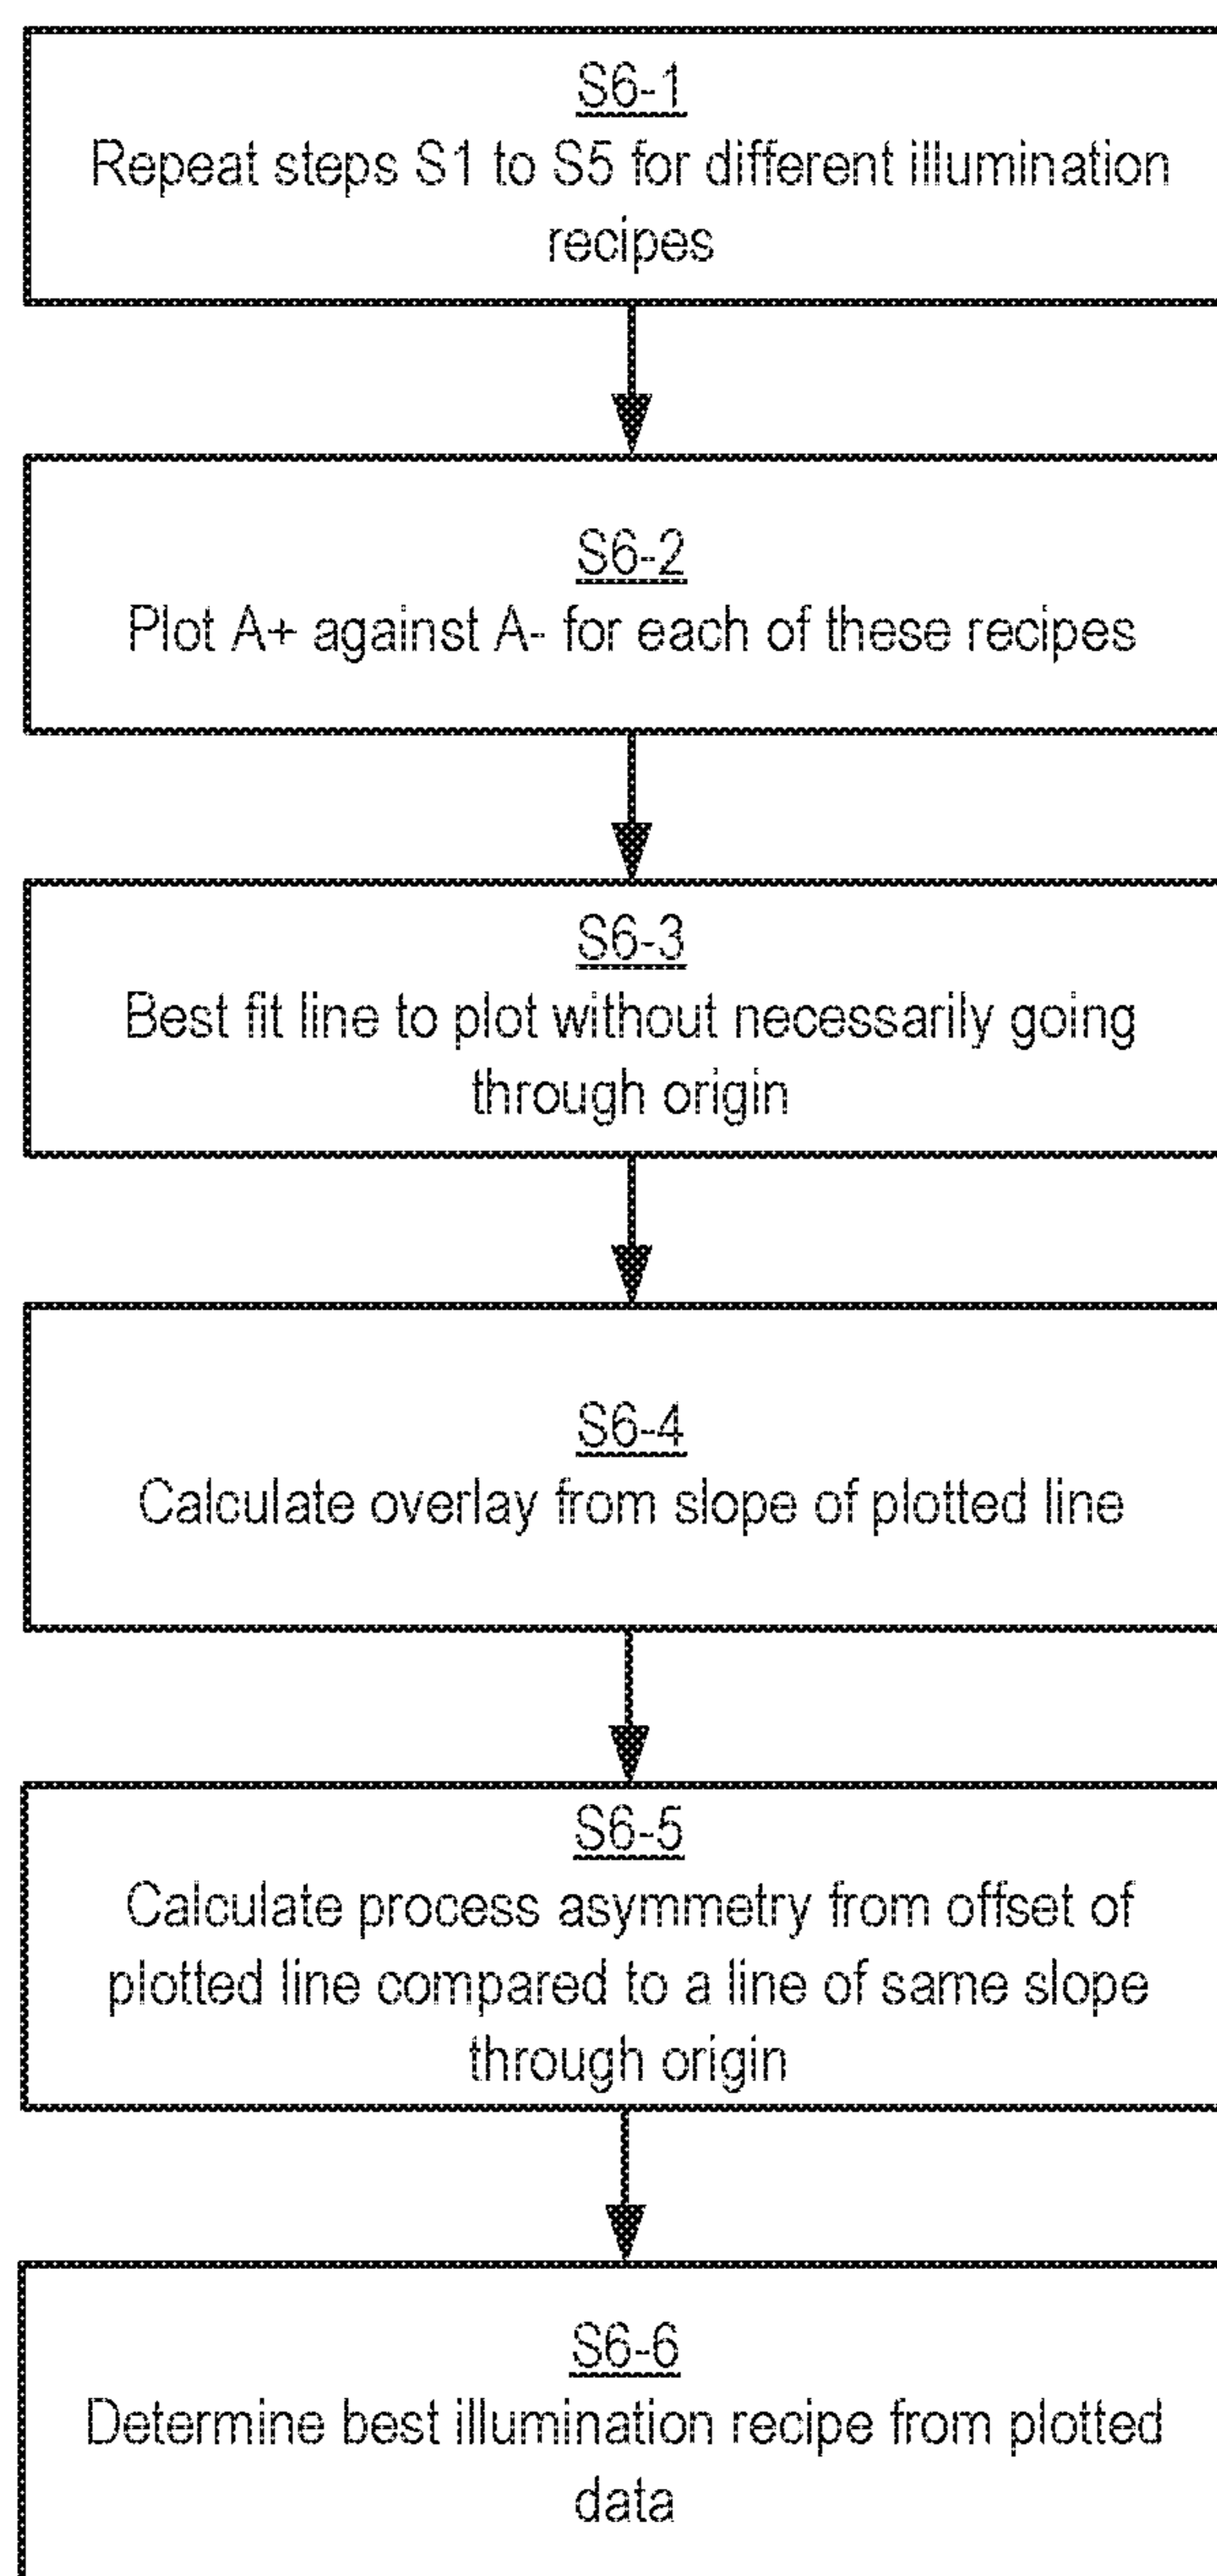 S6-1
Repeat steps S1 to S5 for different illumination
recipes
S6-2
Plot A+ against A- for each of these recipes
S6-3
Best fit line to plot without necessarily going
through origin
S6-4
Calculate overlay from slope of plotted line
S6-5
Calculate process asymmetry from offset of
plotted line compared to a line of same slope
through origin
S6-6
Determine best illumination recipe from plotted
data